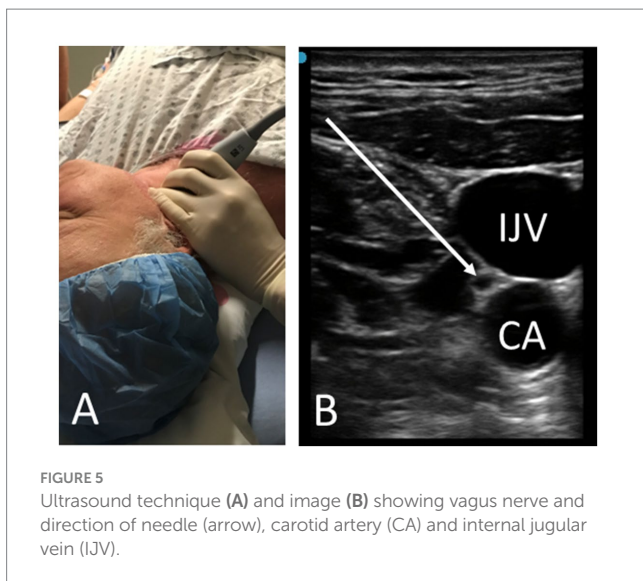 A
B
IJV
CA
FIGURE 5
Ultrasound technique (A) and image (B) showing vagus nerve and
direction of needle (arrow), carotid artery (CA) and internal jugular
vein (IJV).